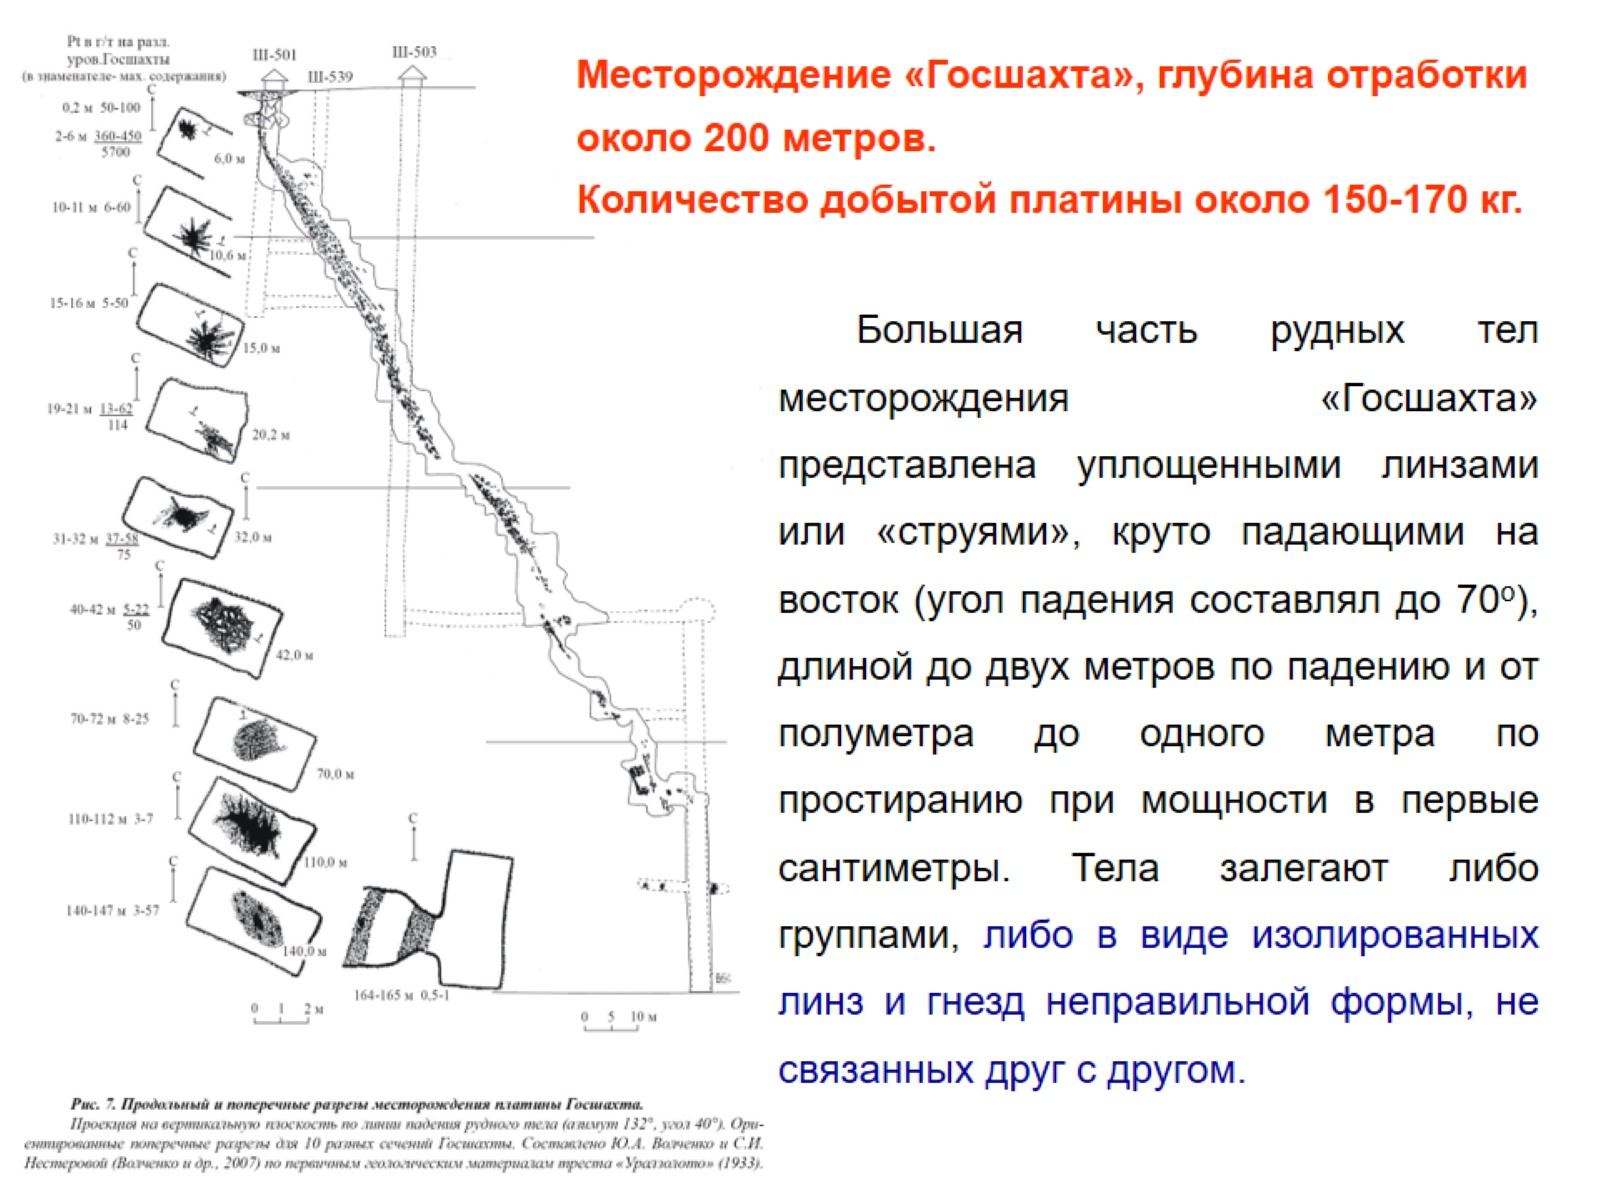 Pt в г/т на разл.
уров.Госшахты
(в знаменателе- мах. содержания)
Ш-501
Ш-539
Ш-503
С
0,2 м 50-100
2-6 м 360-450
5700
6,0 м
С
10-11 м 6-60
10,6 м
С
15-16 м 5-50
15,0 м
С
19-21 м 13-62
114
20,2 м
С
31-32 м 37-58
75
32,0 м
С
40-42 м 5-22
50
42,0 м
С
70-72 м 8-25
70,0 м
С
110-112 м 3-7
110,0 м
С
140-147 м 3-57
140,0 м
С
164-165 м 0,5-1
0 1 2 м
0 5 10 м
Месторождение «Госшахта», глубина отработки
около 200 метров.
Количество добытой платины около 150-170 кг.
Большая часть рудных тел
месторождения «Госшахта»
представлена уплощенными линзами
или «струями», круто падающими на
восток (угол падения составлял до 70º),
длиной до двух метров по падению и от
полуметра до одного метра по
простиранию при мощности в первые
сантиметры. Тела залегают либо
группами, либо в виде изолированных
линз и гнезд неправильной формы, не
связанных друг с другом.
Рис. 7. Продольный и поперечные разрезы месторождения платины Госшахта.
Проекция на вертикальную плоскость по линии падения рудного тела (азимут 132°, угол 40°). Ори-
ентированные поперечные разрезы для 10 разных сечений Госшахты. Составлено Ю.А. Волченко и С.И.
Нестеровой (Волченко и др., 2007) по первичным геологическим материалам треста «Уралзолото» (1933).